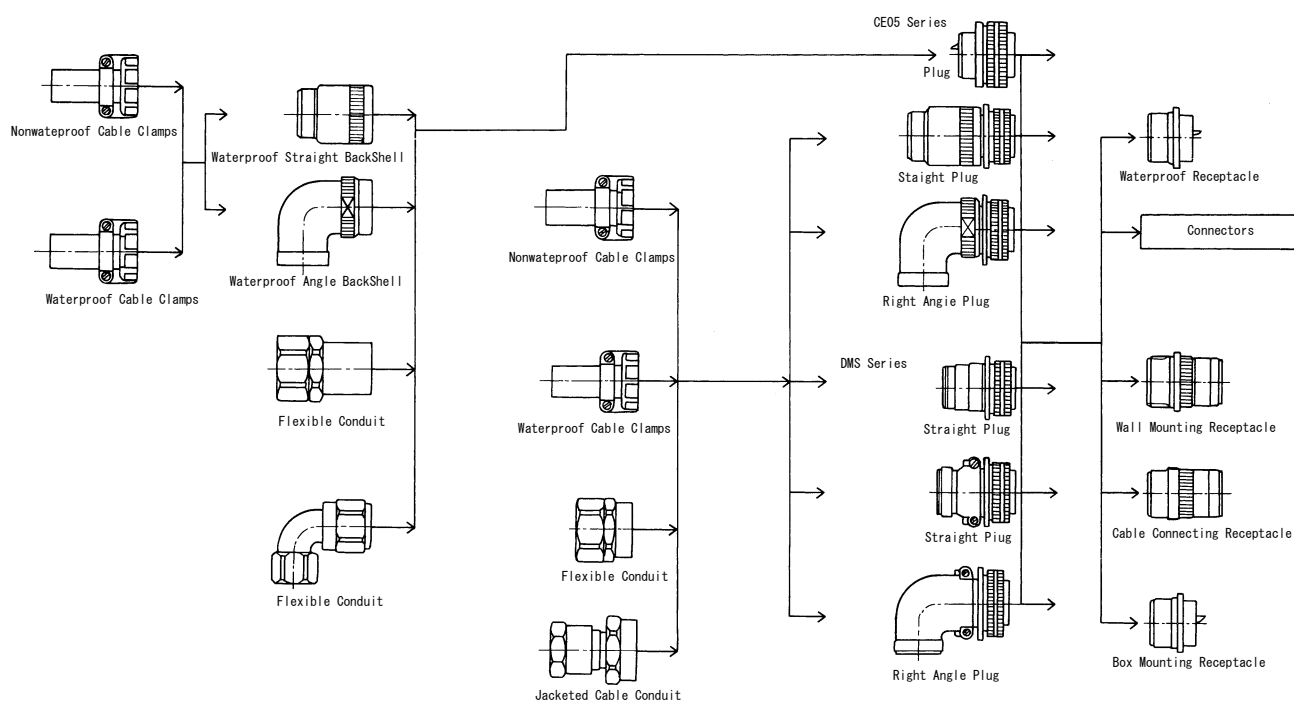 CE05 Series
Plug
Nonwateproof Cable Clamps
Waterproof Straight BackShell
Staight Plug
Waterproof Receptacle
Connectors
Nonwateproof Cable Clamps
Waterproof Angle BackShell
Waterproof Cable Clamps
Right Angie Plug
DMS Series
Flexible Conduit
Waterproof Cable Clamps
Straight Plug
Wall Mounting Receptacle
Straight Plug
Cable Connecting Receptacle
Flexible Conduit
Flexible Conduit
Right Angle Plug
Box Mounting Receptacle
Jacketed Cable Conduit